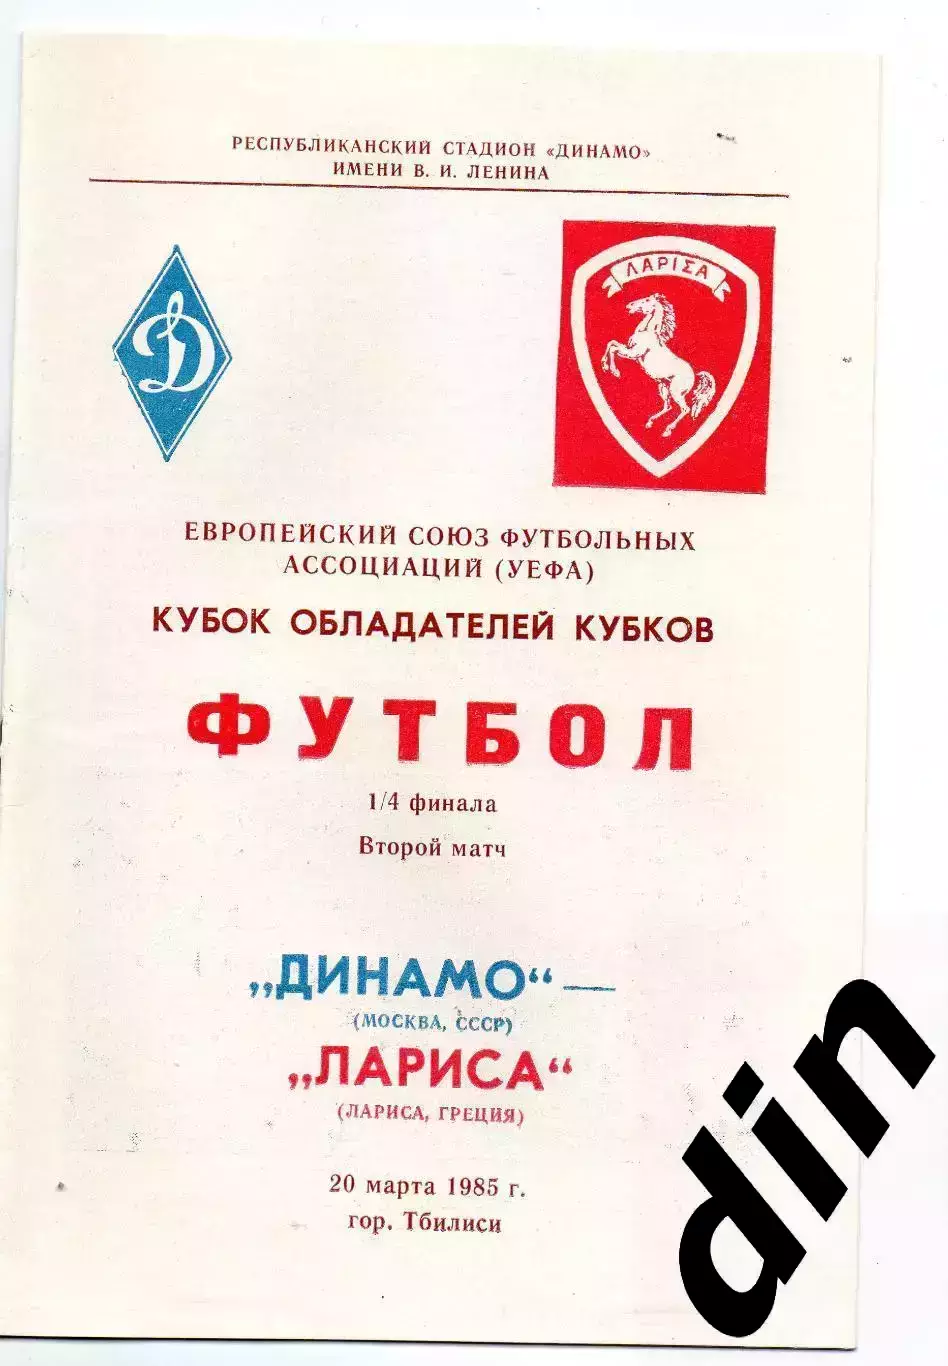 РЕСПУБЛИКАНСКИЙ СТАДИОН «ДИНАМО»
ИМЕНИ В. И. ЛЕНИНА
Д
ΛΑΡΙΣΑ
ЕВРОПЕЙСКИЙ СОЮЗ ФУТБОЛЬНЫХ
АССОЦИАЦИЙ (УЕФА)
КУБОК ОБЛАДАТЕЛЕЙ КУБКОВ
ФУТБОЛ
1/4 финала
Второй матч
„ДИНАМО“ —
(МОСКВА, СССР)
„ЛАРИСА“
(ЛАРИСА, ГРЕЦИЯ)
20 марта 1985 г.
гор. Тбилиси
din